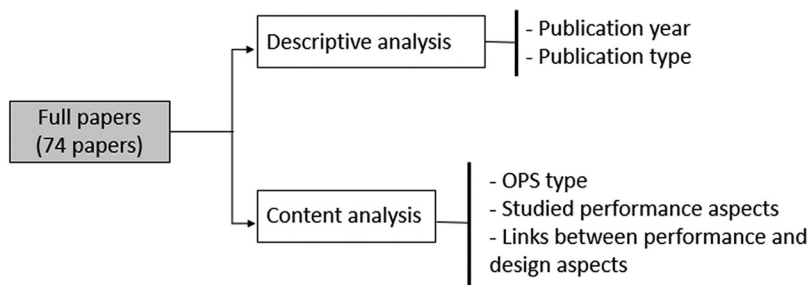 Full papers
(74 papers)
Descriptive analysis
- Publication year
- Publication type
Content analysis
- OPS type
- Studied performance aspects
- Links between performance and
design aspects